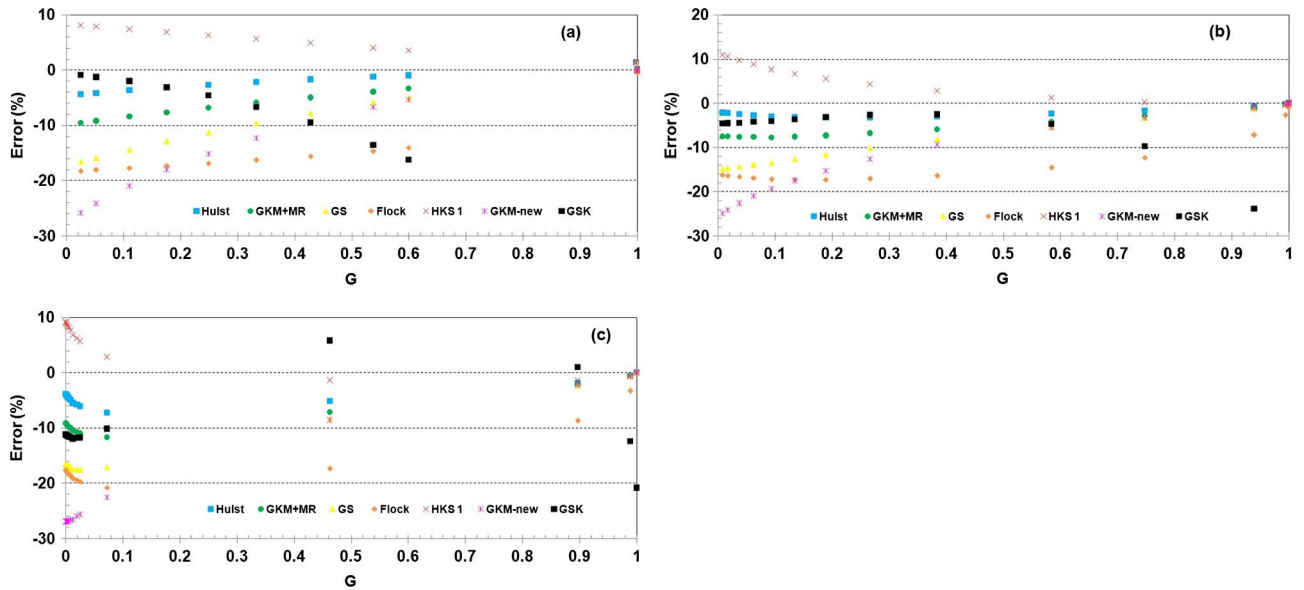 (a)
Error (%)
10
0
-10
-20
-30
Hulst GKM+MR GS Flock HKS 1 GKM-new GSK
0 0.1 0.2 0.3 0.4 0.5 0.6 0.7 0.8 0.9 1
G
(b)
Error (%)
20
10
0
-10
-20
-30
Hulst GKM+MR GS Flock HKS 1 GKM-new GSK
0 0.1 0.2 0.3 0.4 0.5 0.6 0.7 0.8 0.9 1
G
(c)
Error (%)
10
0
-10
-20
-30
Hulst GKM+MR GS Flock HKS 1 GKM-new GSK
0 0.1 0.2 0.3 0.4 0.5 0.6 0.7 0.8 0.9 1
G